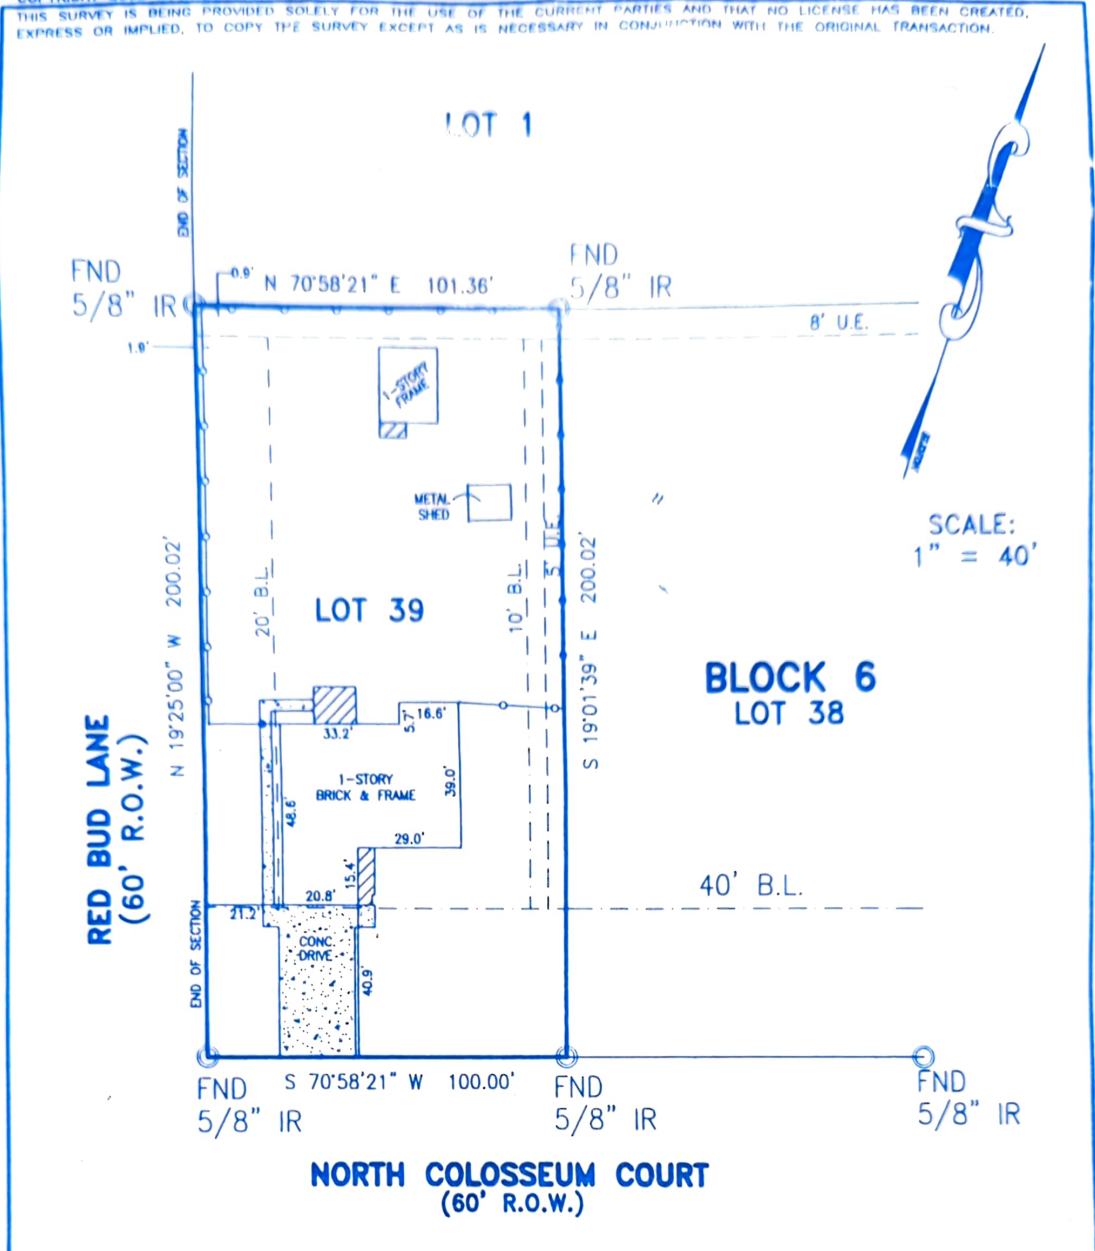 THIS SURVEY IS BEING PROVIDED SOLELY FOR THE USE OF THE CURRENT PARTIES AND THAT NO LICENSE HAS BEEN CREATED,
EXPRESS OR IMPLIED, TO COPY THE SURVEY EXCEPT AS IS NECESSARY IN CONJUNCTION WITH THE ORIGINAL TRANSACTION.
LOT 1
END OF SECTION
FND
5/8" IR
0.9'
N 70°58'21" E 101.36'
FND
5/8" IR
8' U.E.
1.9'
1-STORY
FRAME
METAL
SHED
SCALE:
1" = 40'
N 19°25'00" W 200.02'
20' B.L.
LOT 39
10' B.L.
5' U.E.
S 19°01'39" E 200.02'
BLOCK 6
LOT 38
RED BUD LANE
(60' R.O.W.)
33.2'
5.7'
16.6'
1-STORY
BRICK & FRAME
48.6'
39.0'
29.0'
15.4'
20.8'
21.2'
40' B.L.
END OF SECTION
CONC.
DRIVE
40.9'
FND
5/8" IR
S 70°58'21" W 100.00'
FND
5/8" IR
FND
5/8" IR
NORTH COLOSSEUM COURT
(60' R.O.W.)